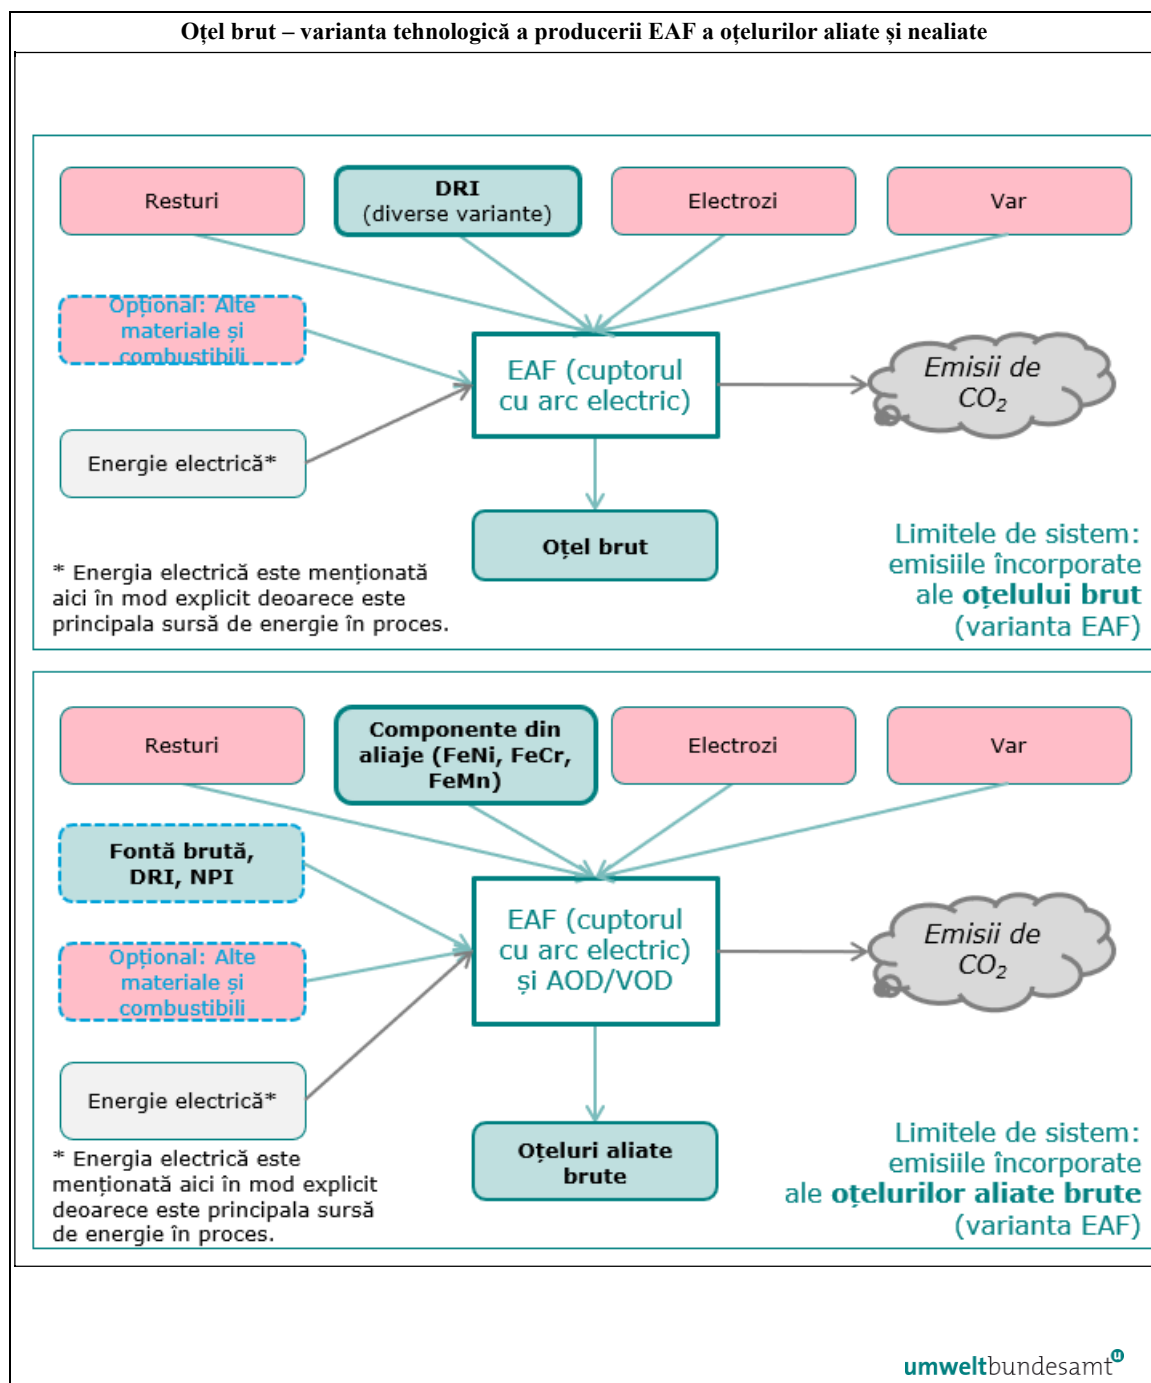 Oțel brut – varianta tehnologică a producerii EAF a oțelurilor aliate și nealiate
Resturi
DRI
(diverse variante)
Electrozi
Var
Opțional: Alte
materiale și
combustibili
EAF (cuptorul
cu arc electric)
Emisii de
CO₂
Energie electrică*
Oțel brut
* Energia electrică este menționată
aici în mod explicit deoarece este
principala sursă de energie în proces.
Limitele de sistem:
emisiile încorporate
ale oțelului brut
(varianta EAF)
Resturi
Componente din
aliaje (FeNi, FeCr,
FeMn)
Electrozi
Var
Fontă brută,
DRI, NPI
EAF (cuptorul
cu arc electric)
și AOD/VOD
Emisii de
CO₂
Opțional: Alte
materiale și
combustibili
Energie electrică*
Oțeluri aliate
brute
* Energia electrică este
menționată aici în mod explicit
deoarece este principala sursă
de energie în proces.
Limitele de sistem:
emisiile încorporate
ale oțelurilor aliate brute
(varianta EAF)
umweltbundesamt
u